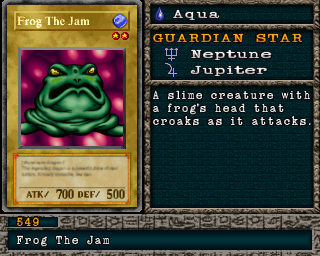 Frog The Jam
ATK/ 700 DEF/ 500
Aqua
GUARDIAN STAR
Neptune
Jupiter
A slime creature with
a frog's head that
croaks as it attacks.
549
Frog The Jam